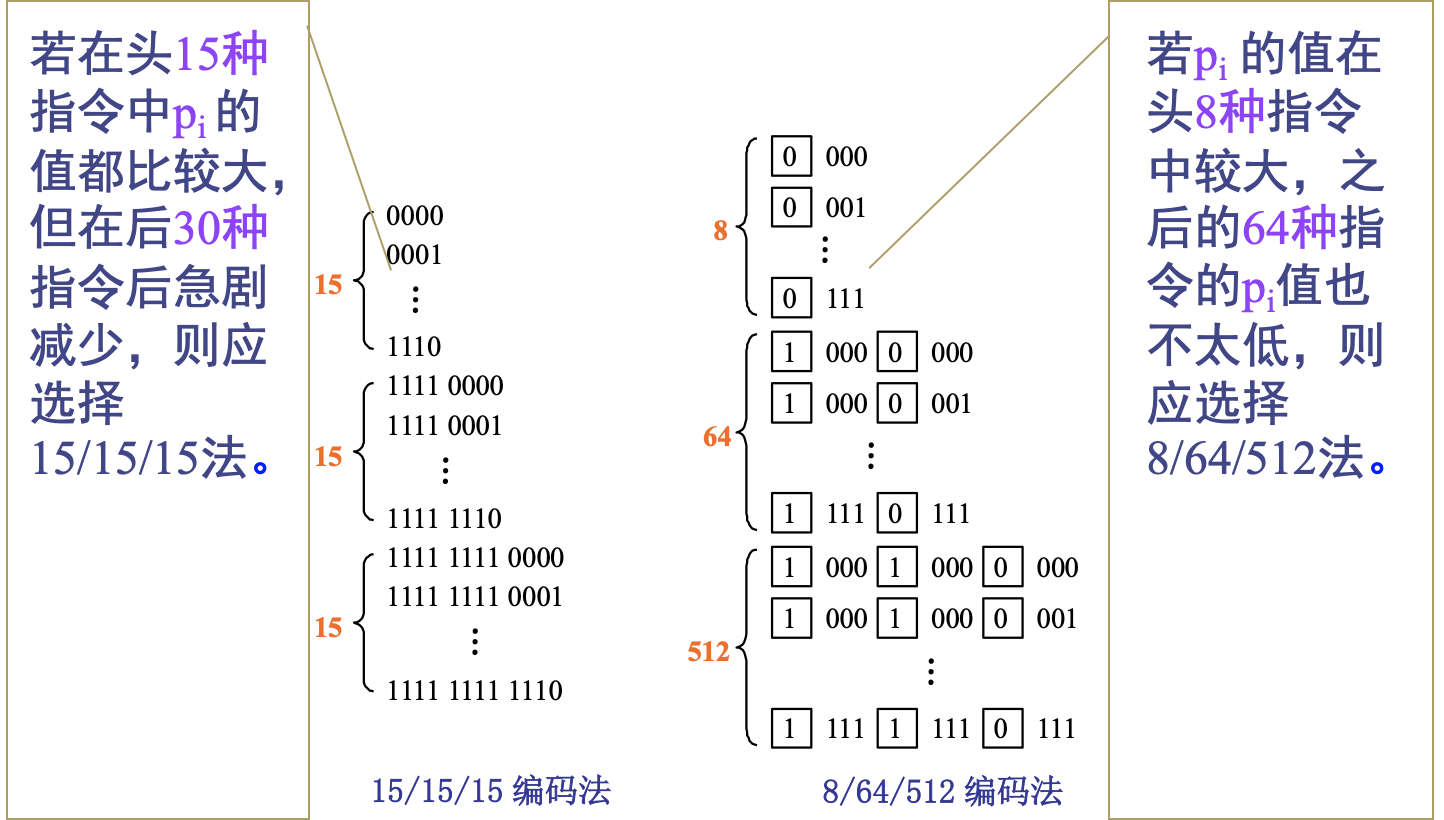 若在头15种
指令中pi 的
值都比较大，
但在后30种
指令后急剧
减少，则应
选择
15/15/15法。
15
0000
0001
⋮
1110
15
1111 0000
1111 0001
⋮
1111 1110
15
1111 1111 0000
1111 1111 0001
⋮
1111 1111 1110
15/15/15 编码法
8
0 000
0 001
⋮
0 111
64
1 000 0 000
1 000 0 001
⋮
1 111 0 111
512
1 000 1 000 0 000
1 000 1 000 0 001
⋮
1 111 1 111 0 111
8/64/512 编码法
若pi 的值在
头8种指令
中较大，之
后的64种指
令的pi值也
不太低，则
应选择
8/64/512法。